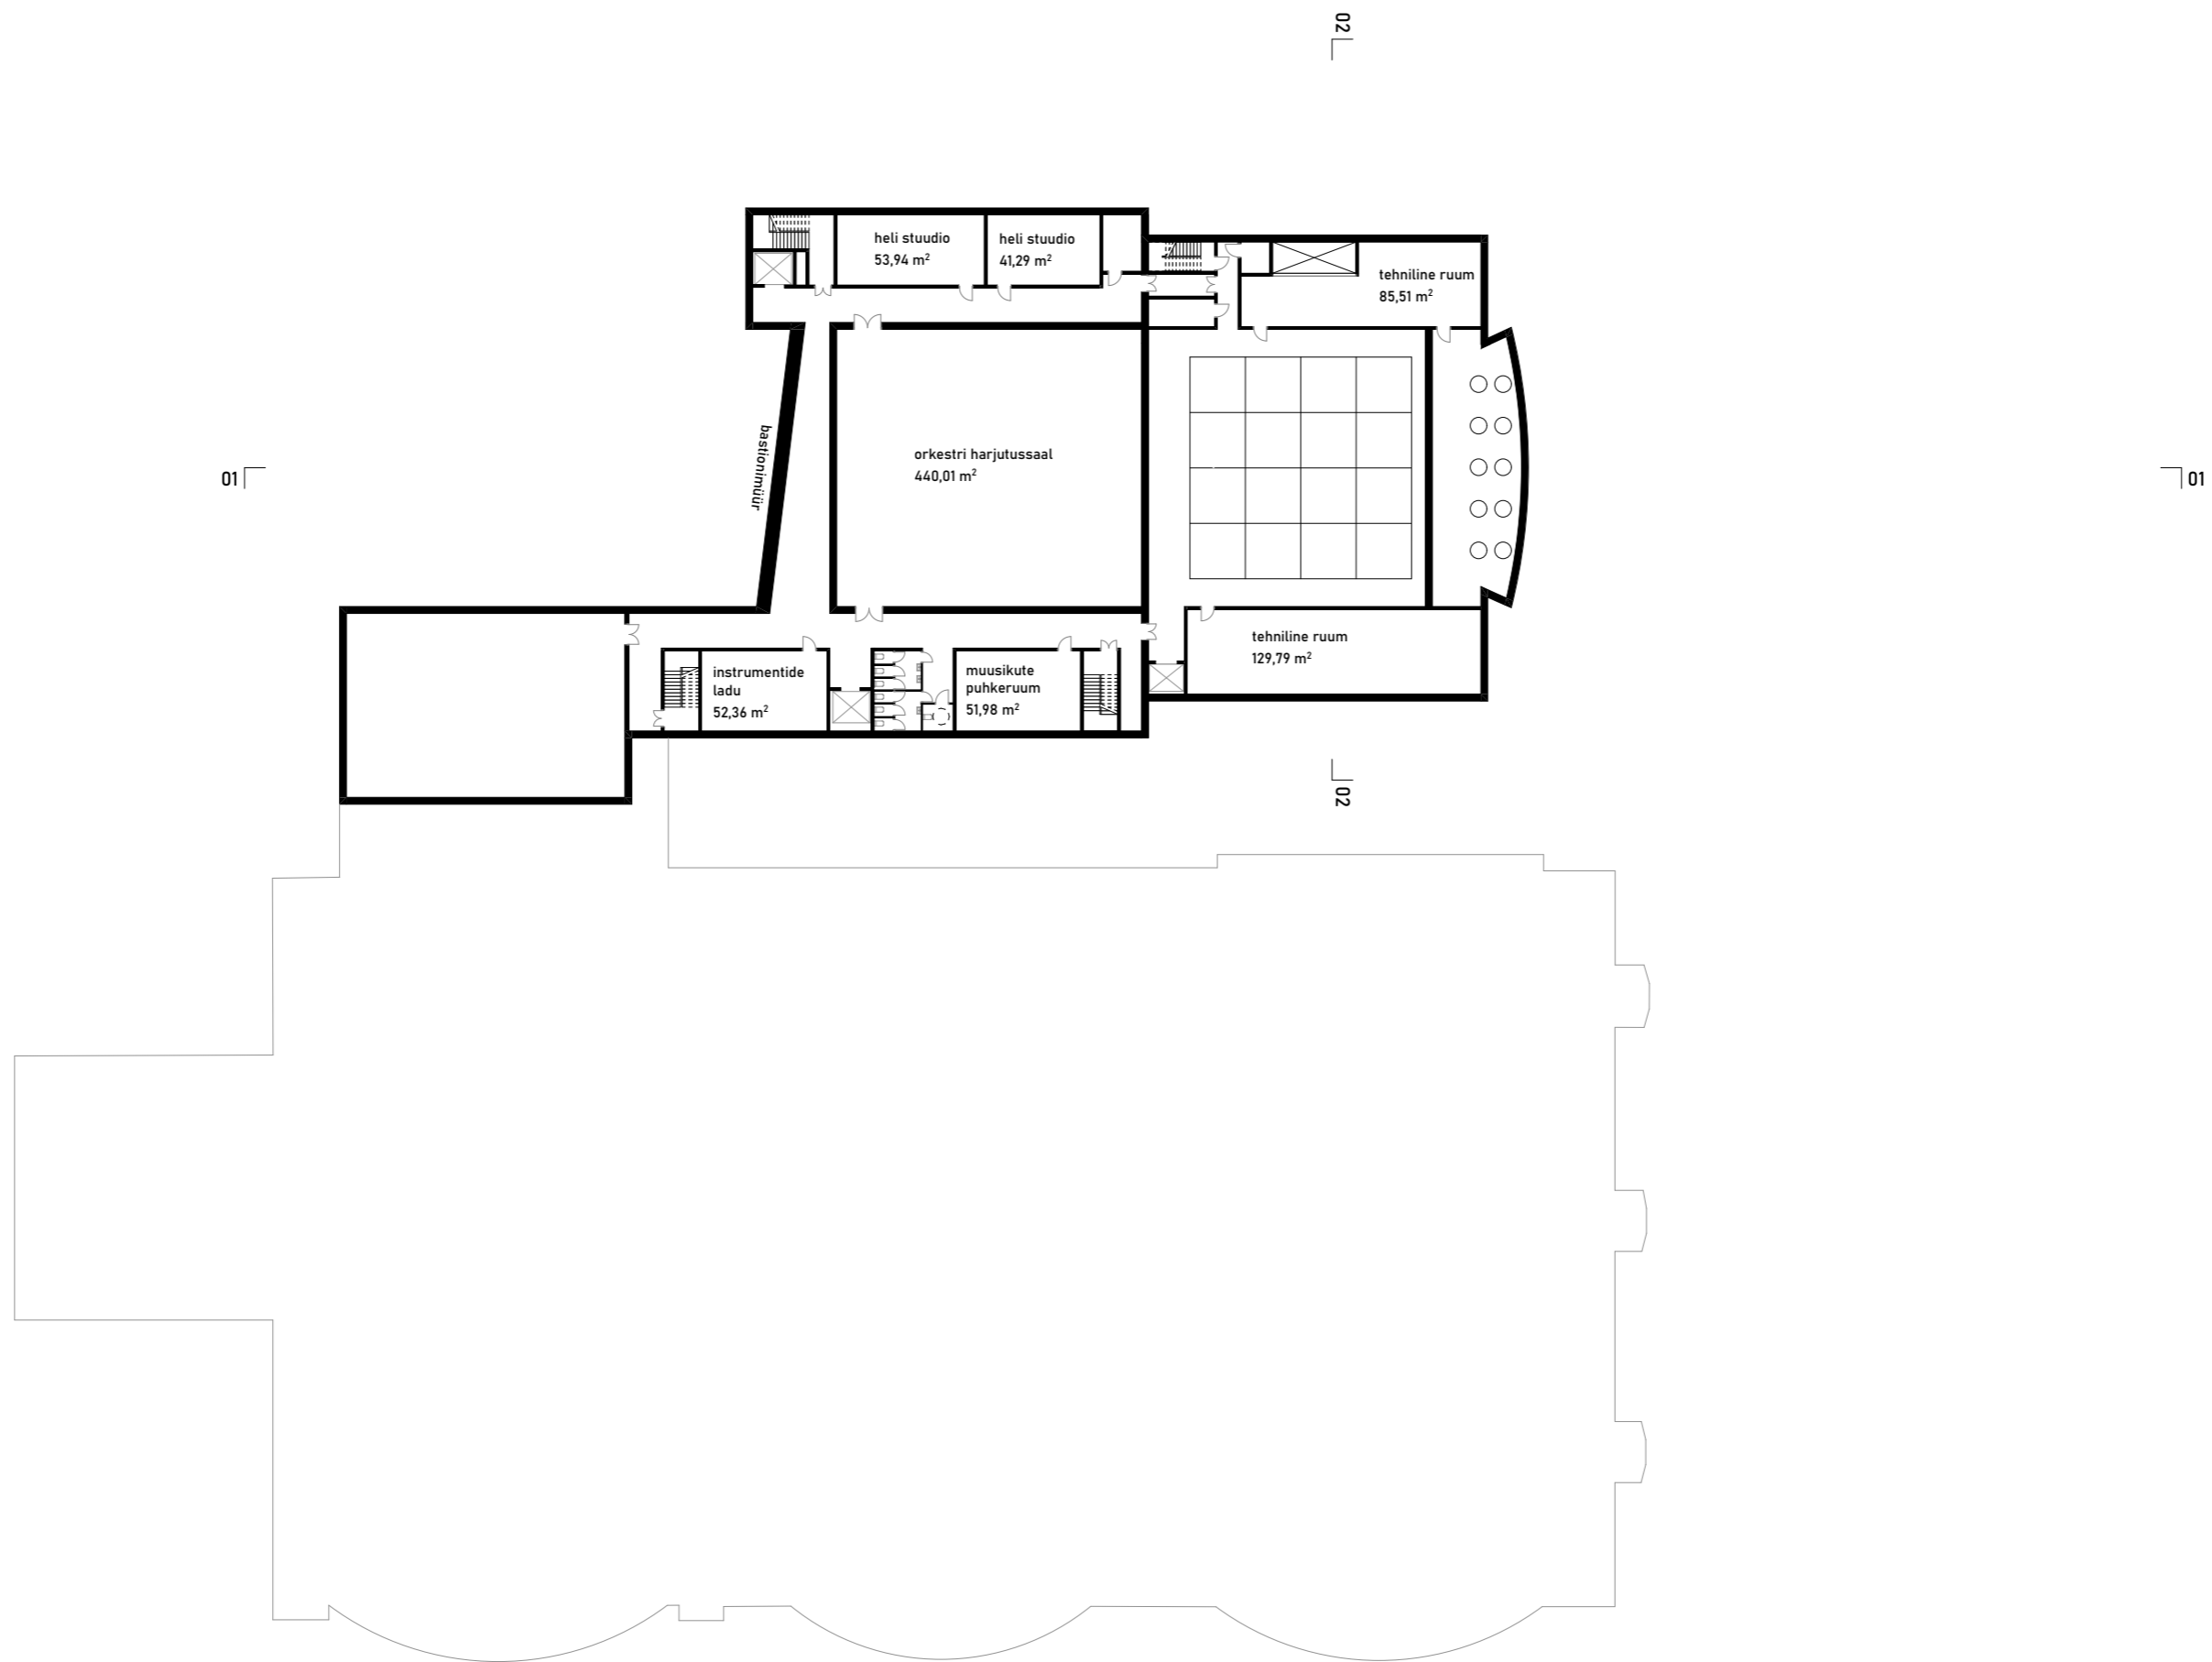 02
heli stuudio
53,94 m²
heli stuudio
41,29 m²
tehniline ruum
85,51 m²
bastionimüür
orkestri harjutussaal
440,01 m²
01
01
tehniline ruum
129,79 m²
instrumentide
ladu
52,36 m²
muusikute
puhkeruum
51,98 m²
02